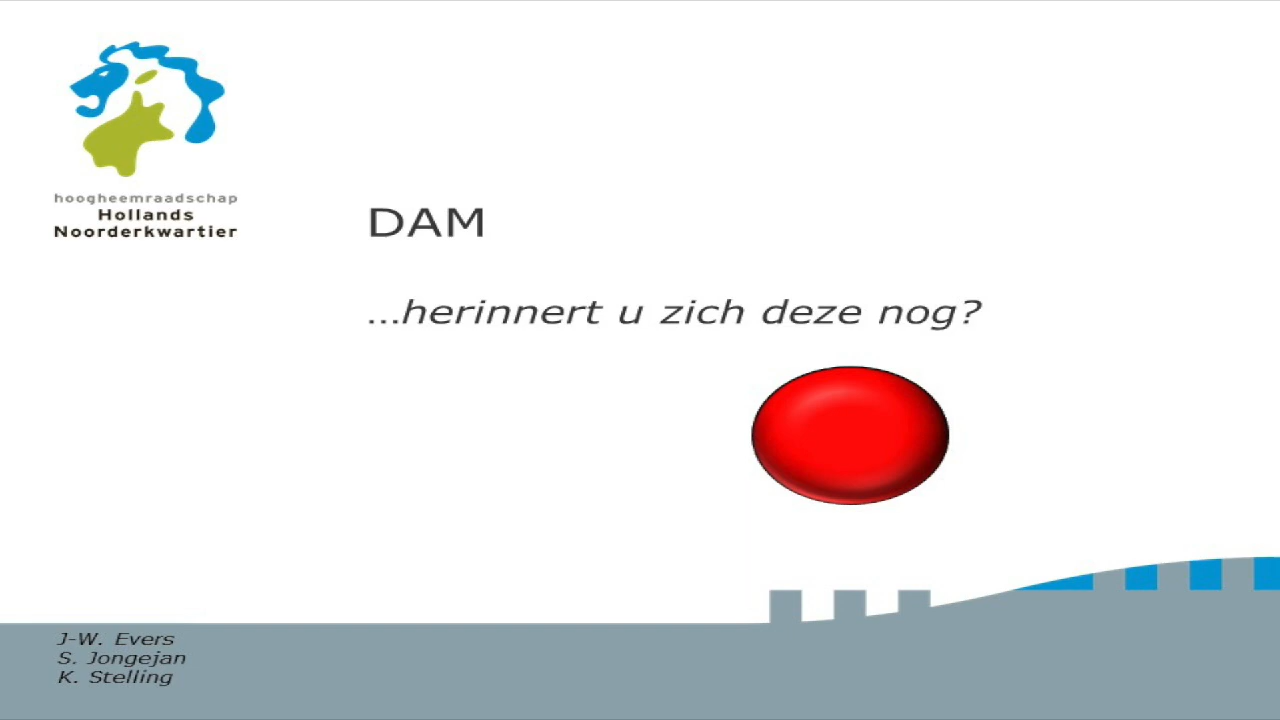 hoogheemraadschap
Hollands
Noorderkwartier
DAM
...herinnert u zich deze nog?
J-W. Evers
S. Jongejan
K. Stelling